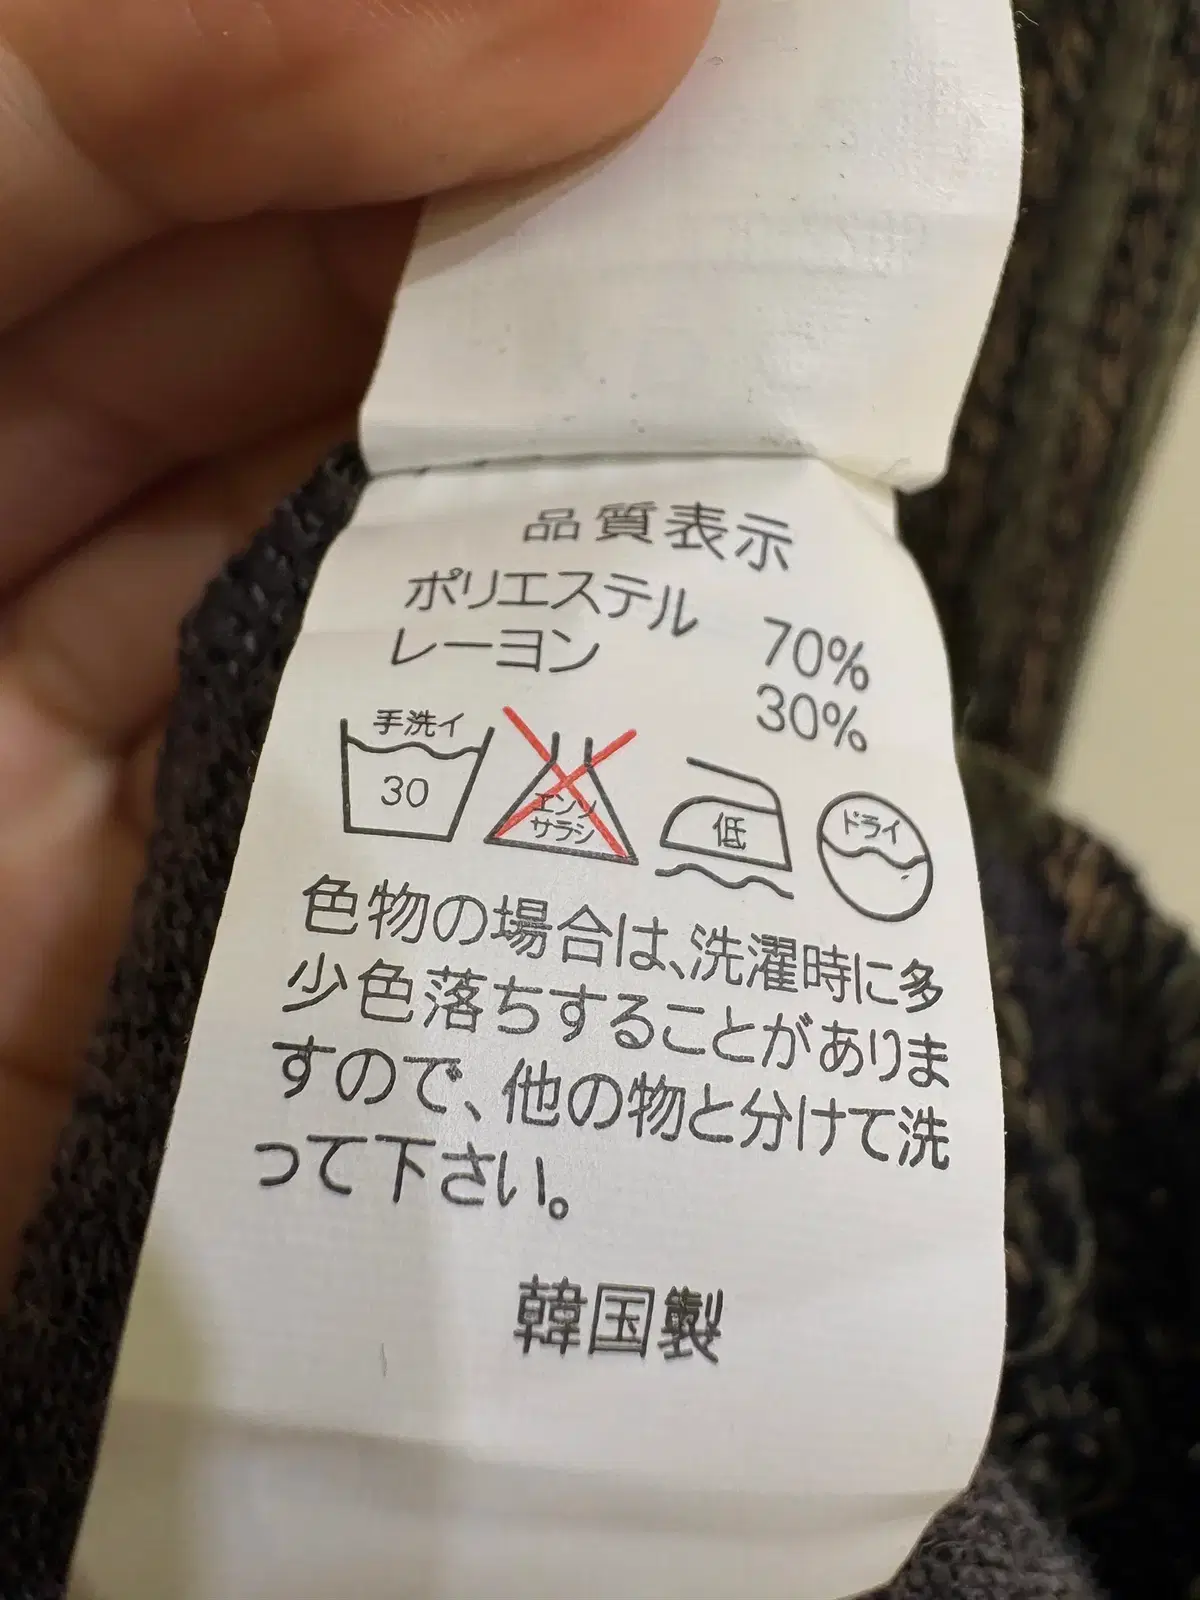 品質表示
ポリエステル 70%
レーヨン 30%
手洗イ
30
エンソ
サラシ
低
ドライ
色物の場合は、洗濯時に多
少色落ちすることがありま
すので、他の物と分けて洗
って下さい。
韓国製